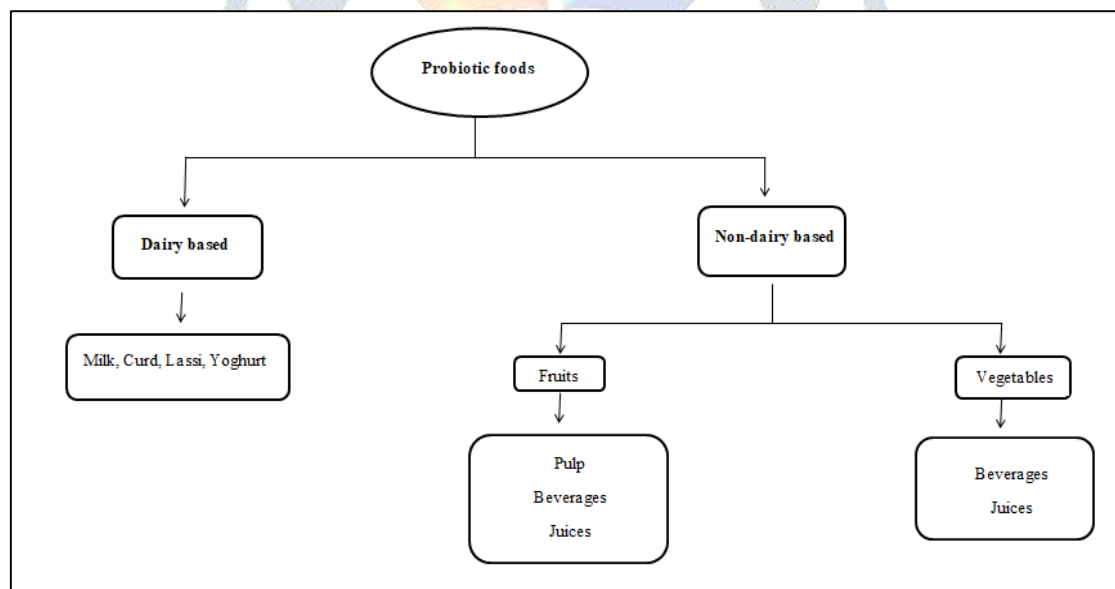 Probiotic foods
Dairy based
Non-dairy based
Milk, Curd, Lassi, Yoghurt
Fruits
Vegetables
Pulp
Beverages
Juices
Beverages
Juices